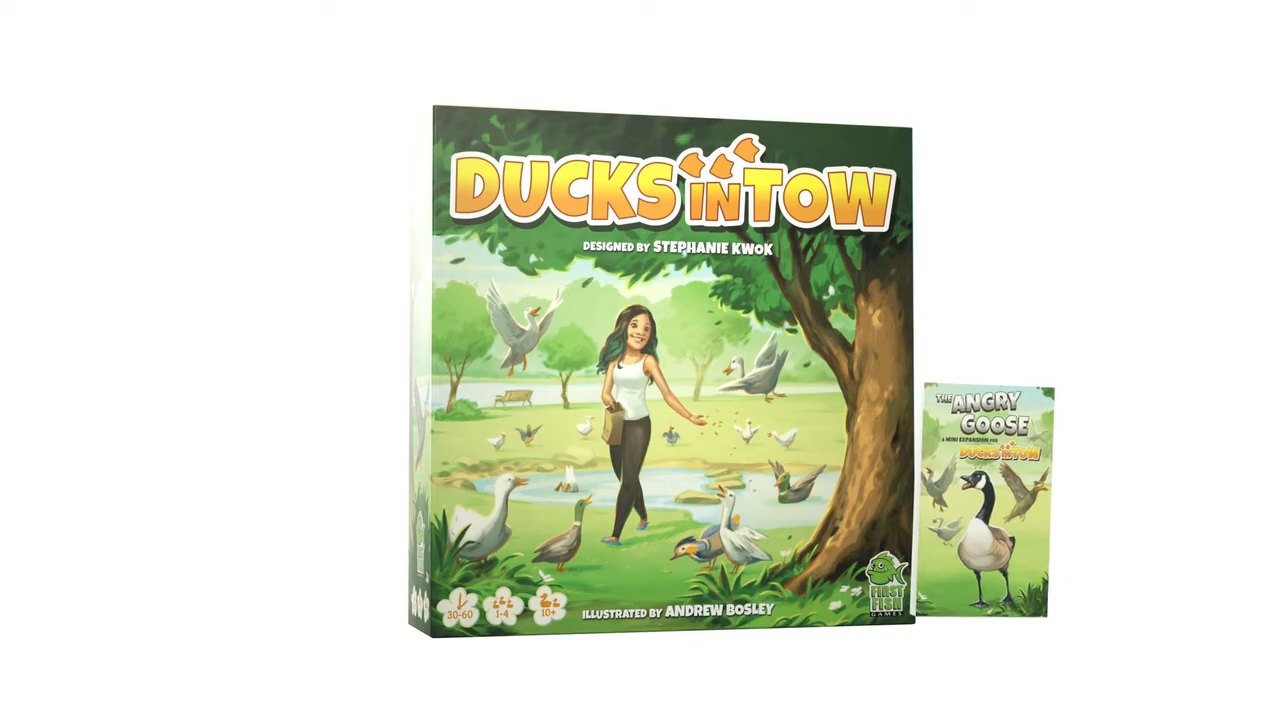 DUCKS IN TOW
DESIGNED BY STEPHANIE KWOK
30-60
1-4
10+
ILLUSTRATED BY ANDREW BOSLEY
FIRST
FISH
GAMES
THE ANGRY
GOOSE
A MINI EXPANSION FOR
DUCKS IN TOW